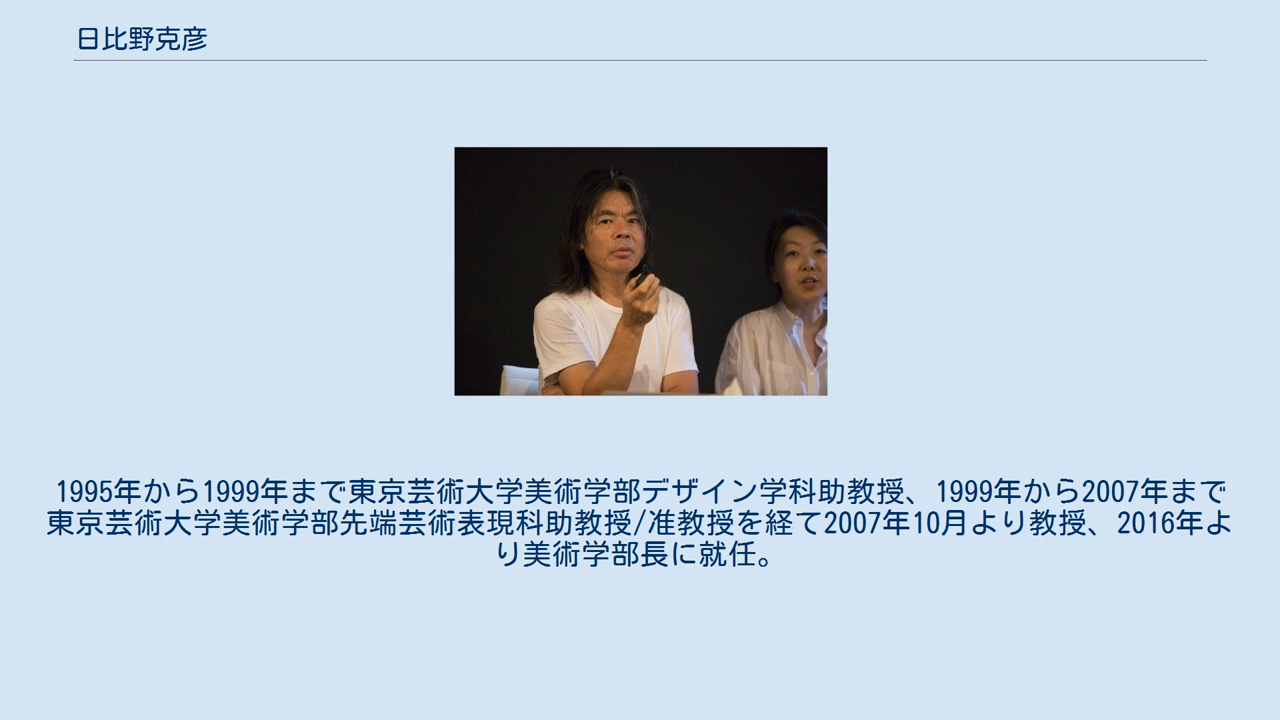 日比野克彦
1995年から1999年まで東京芸術大学美術学部デザイン学科助教授、1999年から2007年まで
東京芸術大学美術学部先端芸術表現科助教授/准教授を経て2007年10月より教授、2016年よ
り美術学部長に就任。